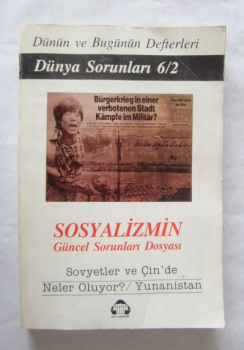 Dünün ve Bugünün Defterleri
Dünya Sorunları 6/2
Bürgerkrieg in einer
verbotenen Stadt
Kämpfe im Militär?
SOSYALİZMİN
Güncel Sorunları Dosyası
Sovyetler ve Çin'de
Neler Oluyor?/ Yunanistan